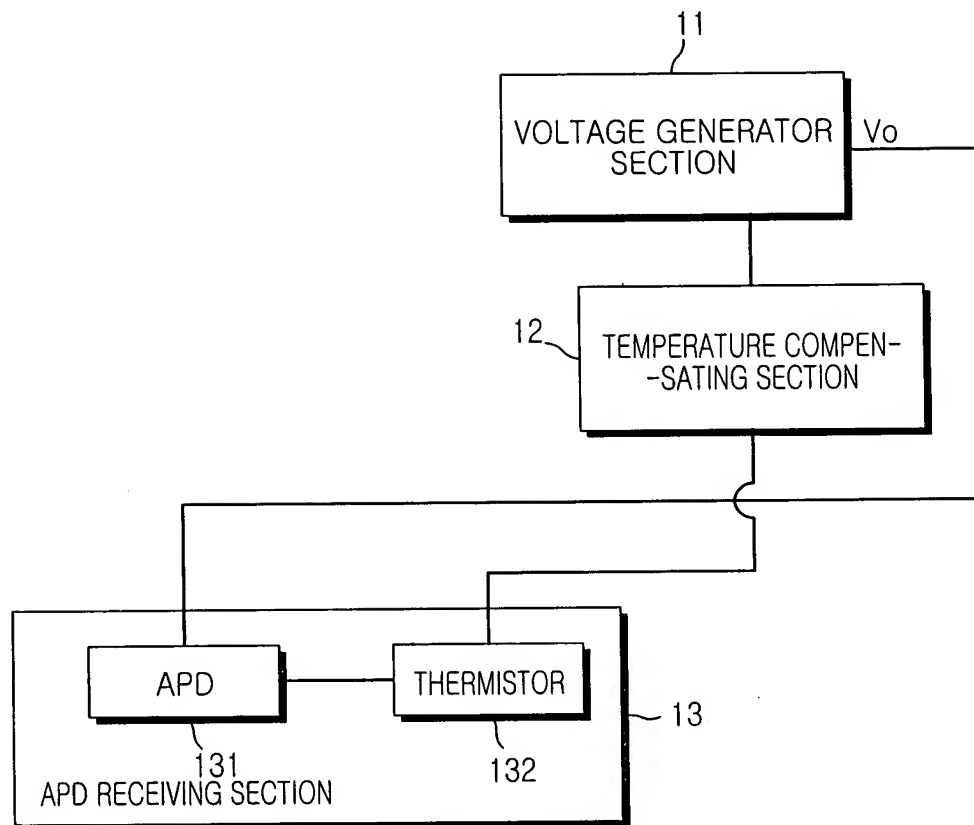 11
VOLTAGE GENERATOR
SECTION
Vo
12
TEMPERATURE COMPEN-
-SATING SECTION
APD
THERMISTOR
131
132
13
APD RECEIVING SECTION